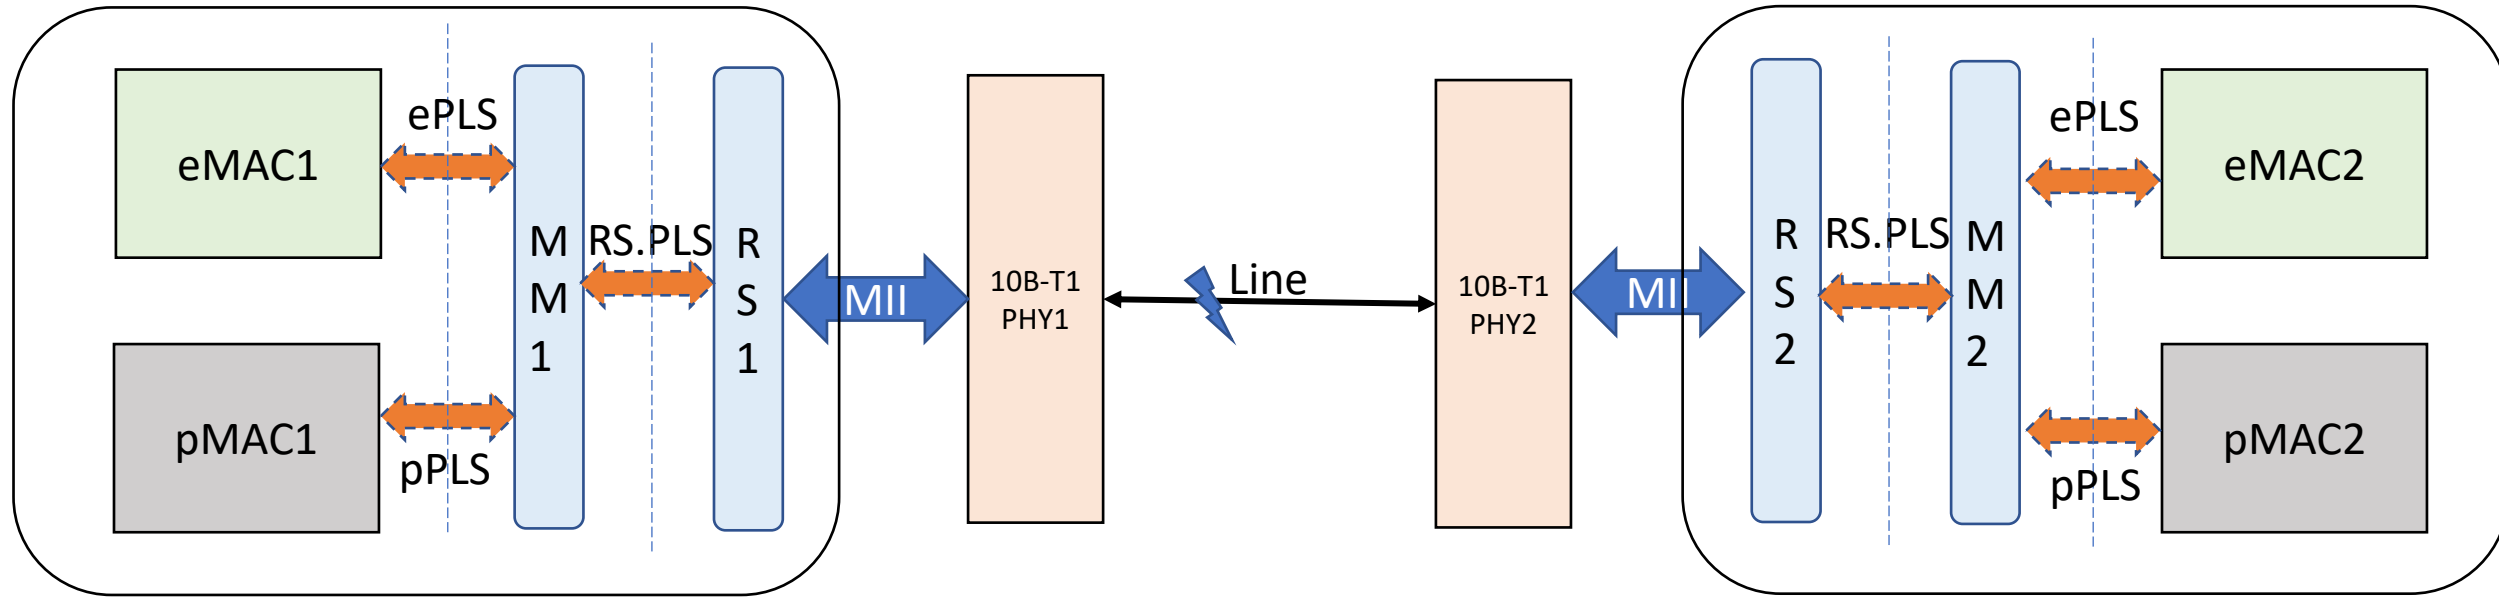 eMAC1
ePLS
pMAC1
pPLS
M
M
1
RS.PLS
R
S
1
MII
10B-T1
PHY1
Line
10B-T1
PHY2
MII
R
S
2
RS.PLS
M
M
2
ePLS
eMAC2
pPLS
pMAC2